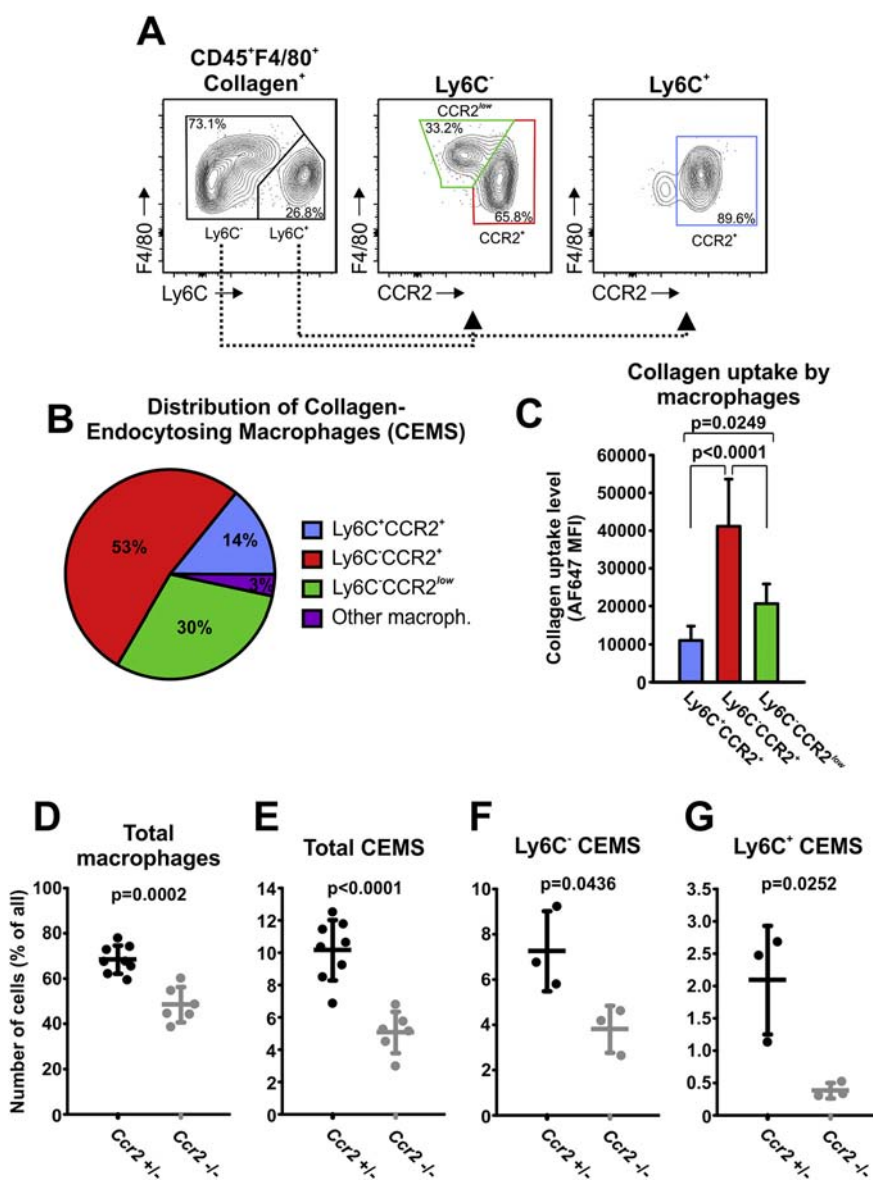 A
CD45⁺F4/80⁺
Collagen⁺
Ly6C⁻
Ly6C⁺
73.1%
26.8%
Ly6C⁻
Ly6C⁺
F4/80
Ly6C
CCR2ˡᵒʷ
33.2%
65.8%
CCR2⁺
F4/80
CCR2
89.6%
CCR2⁺
F4/80
CCR2
B
Distribution of Collagen-
Endocytosing Macrophages (CEMS)
53%
14%
3%
30%
Ly6C⁺CCR2⁺
Ly6C⁻CCR2⁺
Ly6C⁻CCR2ˡᵒʷ
Other macroph.
C
Collagen uptake by
macrophages
p=0.0249
p<0.0001
Collagen uptake level
(AF647 MFI)
60000
50000
40000
30000
20000
10000
0
Ly6C⁺CCR2⁺
Ly6C⁻CCR2⁺
Ly6C⁻CCR2ˡᵒʷ
D
Total
macrophages
p=0.0002
Number of cells (% of all)
100
80
60
40
20
0
Ccr2 +/-
Ccr2 -/-
E
Total CEMS
p<0.0001
14
12
10
8
6
4
2
0
Ccr2 +/-
Ccr2 -/-
F
Ly6C⁻ CEMS
p=0.0436
10
8
6
4
2
0
Ccr2 +/-
Ccr2 -/-
G
Ly6C⁺ CEMS
p=0.0252
3.5
3.0
2.5
2.0
1.5
1.0
0.5
0
Ccr2 +/-
Ccr2 -/-